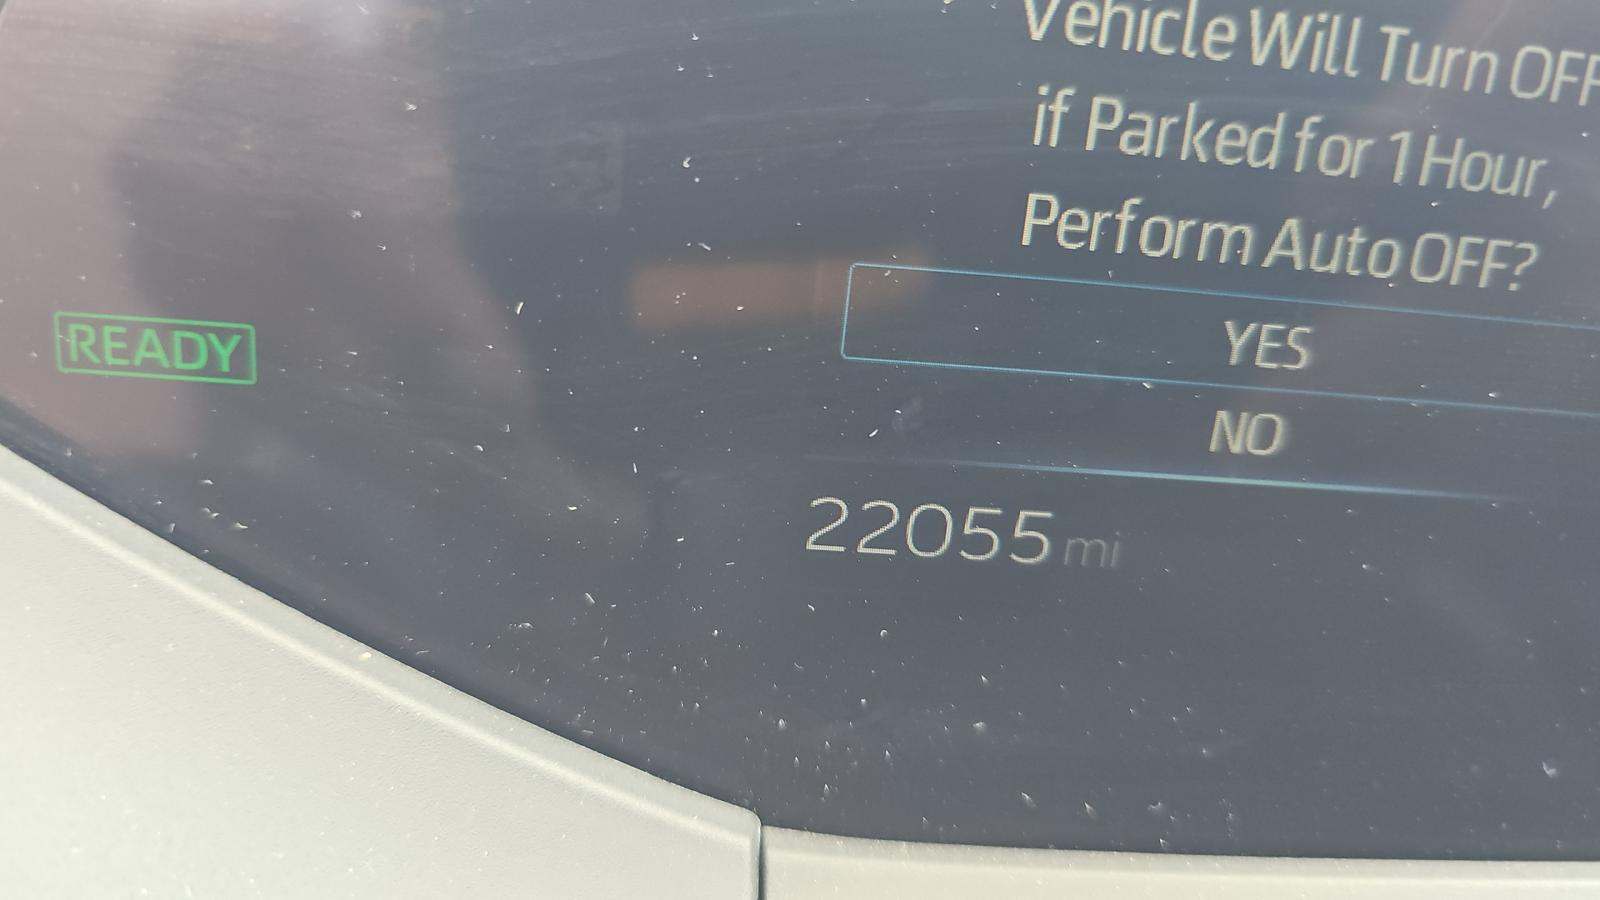 Vehicle Will Turn OFF
if Parked for 1 Hour,
Perform Auto OFF?
YES
NO
READY
22055 mi